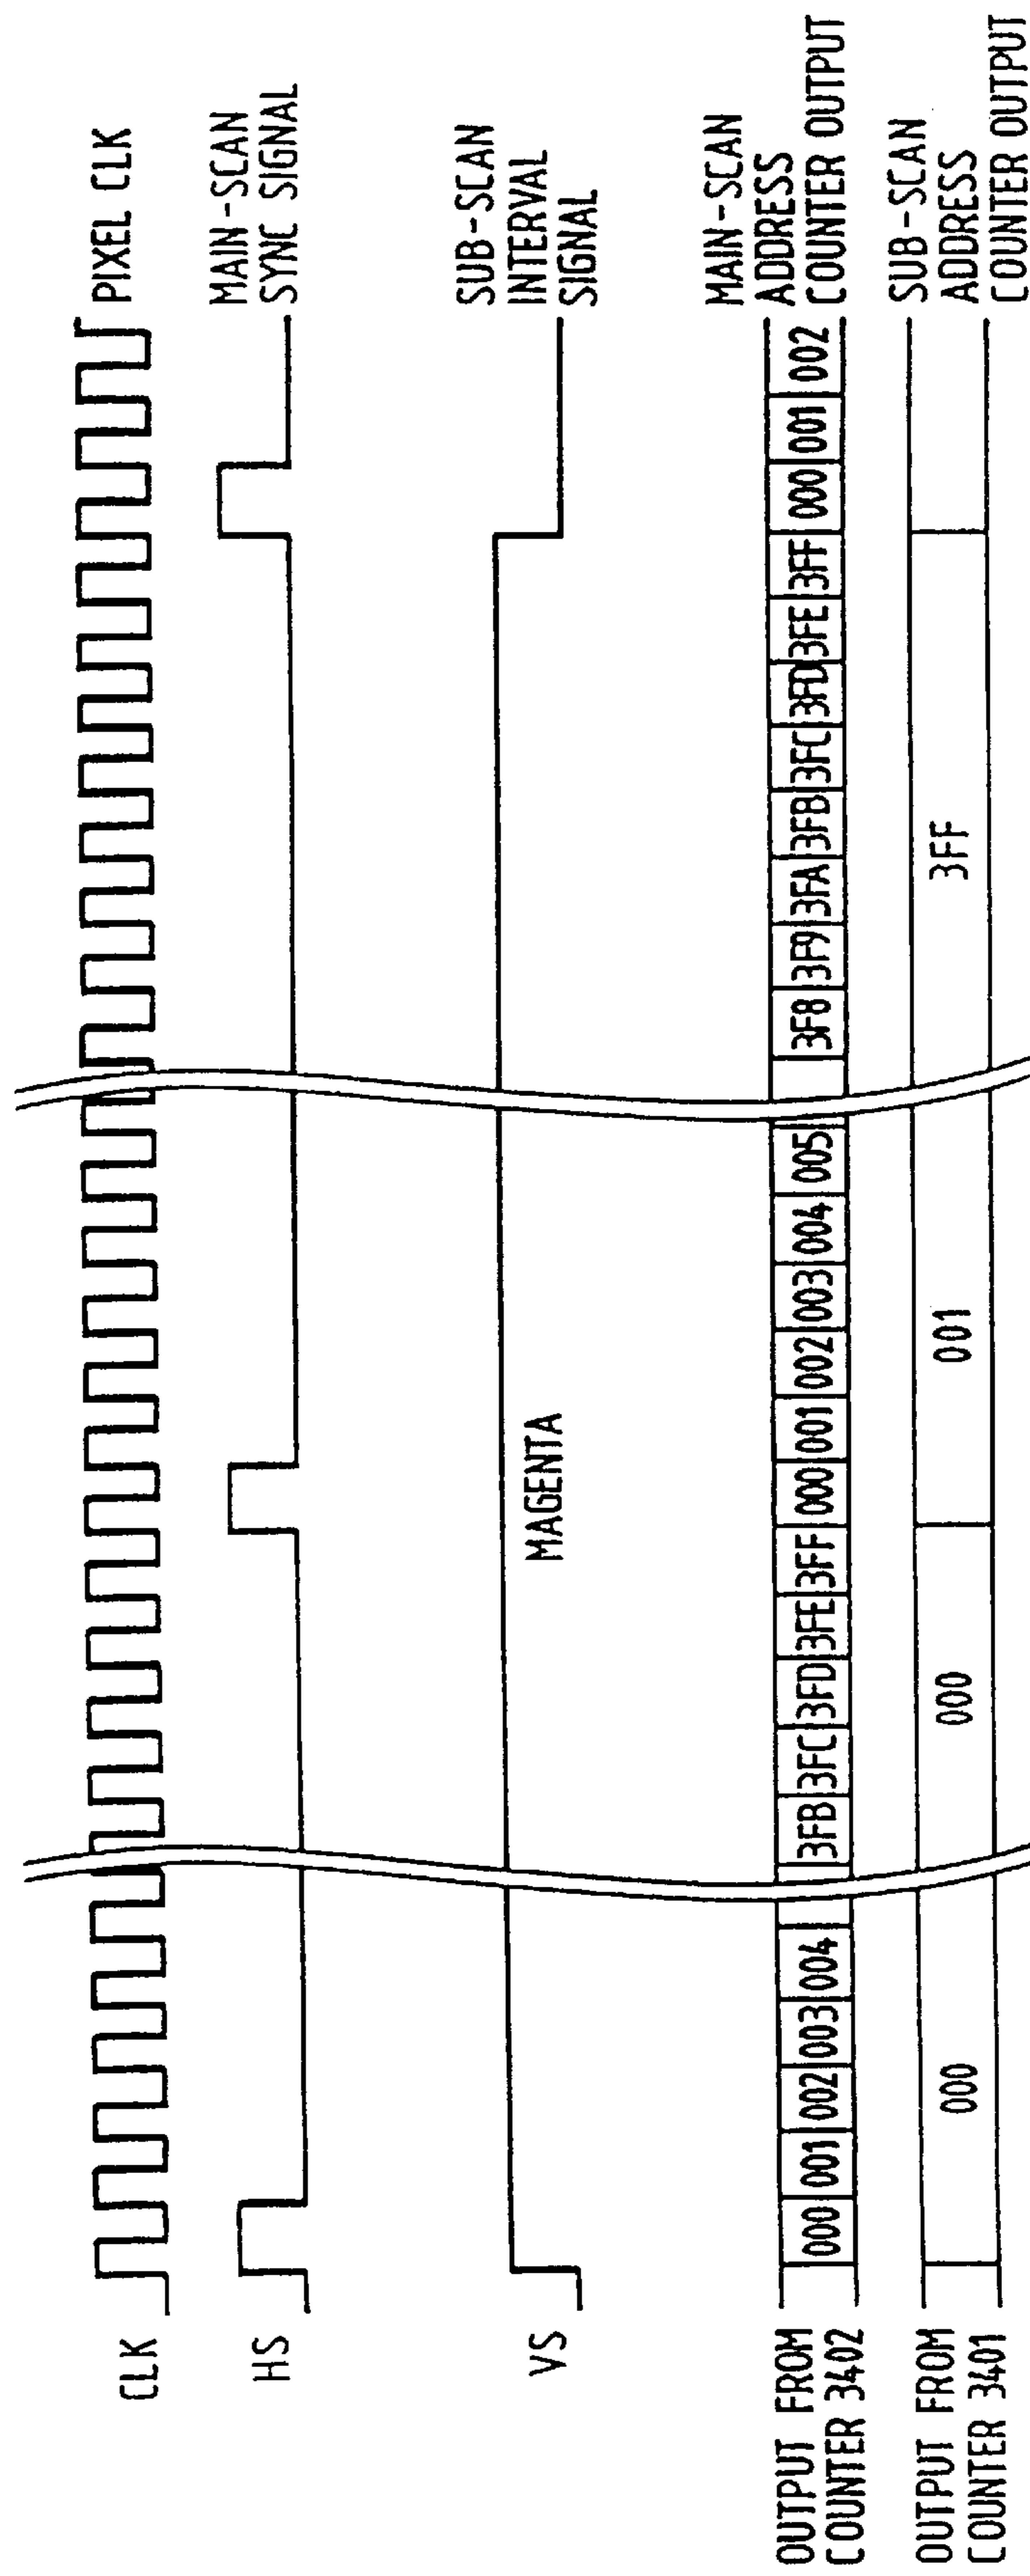 CLK
PIXEL CLK
HS
MAIN-SCAN
SYNC SIGNAL
VS
MAGENTA
SUB-SCAN
INTERVAL
SIGNAL
OUTPUT FROM
COUNTER 3402
000 001 002 003 004 3FB 3FC 3FD 3FE 3FF 000 001 002 003 004 005 3F8 3F9 3FA 3FB 3FC 3FD 3FE 3FF 000 001 002
MAIN-SCAN
ADDRESS
COUNTER OUTPUT
OUTPUT FROM
COUNTER 3401
000 000 001 3FF
SUB-SCAN
ADDRESS
COUNTER OUTPUT